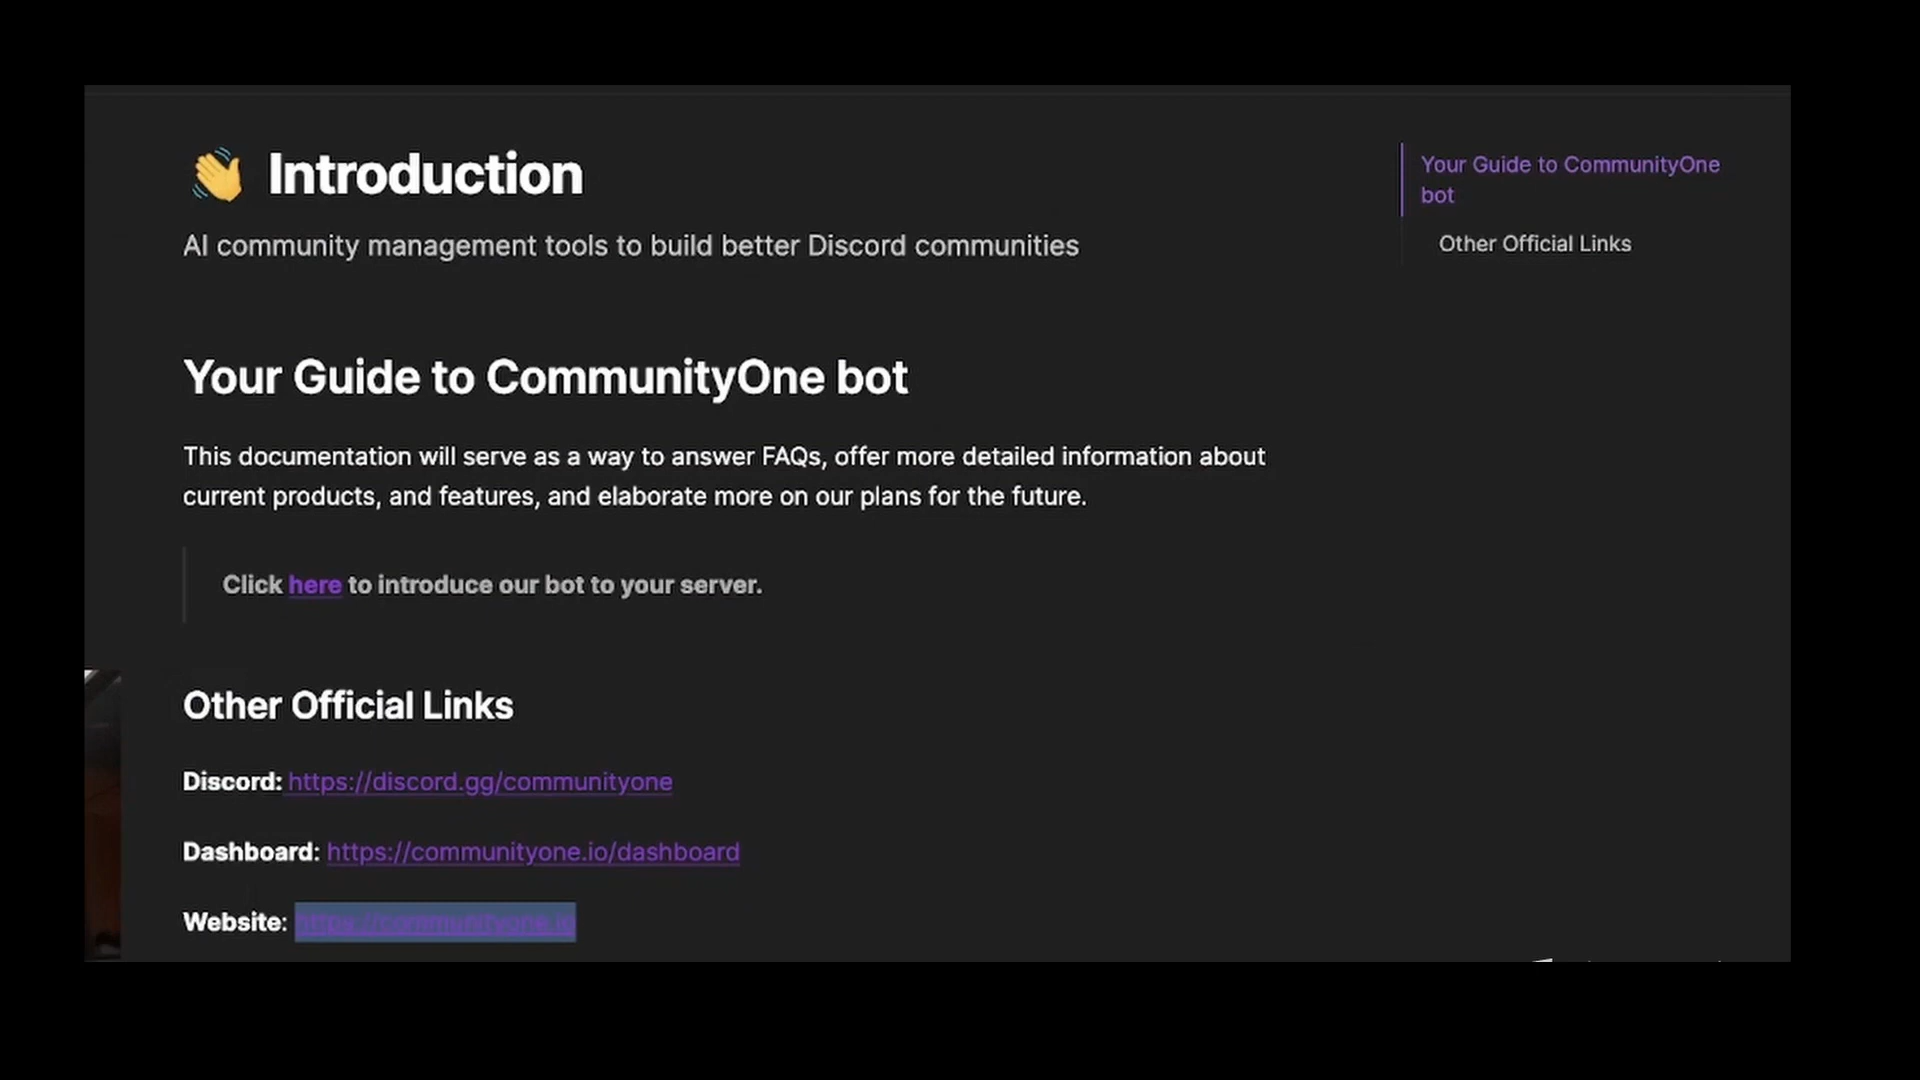 👋 Introduction
AI community management tools to build better Discord communities
Your Guide to CommunityOne bot
This documentation will serve as a way to answer FAQs, offer more detailed information about
current products, and features, and elaborate more on our plans for the future.
Click here to introduce our bot to your server.
Other Official Links
Discord: https://discord.gg/communityone
Dashboard: https://communityone.io/dashboard
Website: https://communityone.io
Your Guide to CommunityOne
bot
Other Official Links